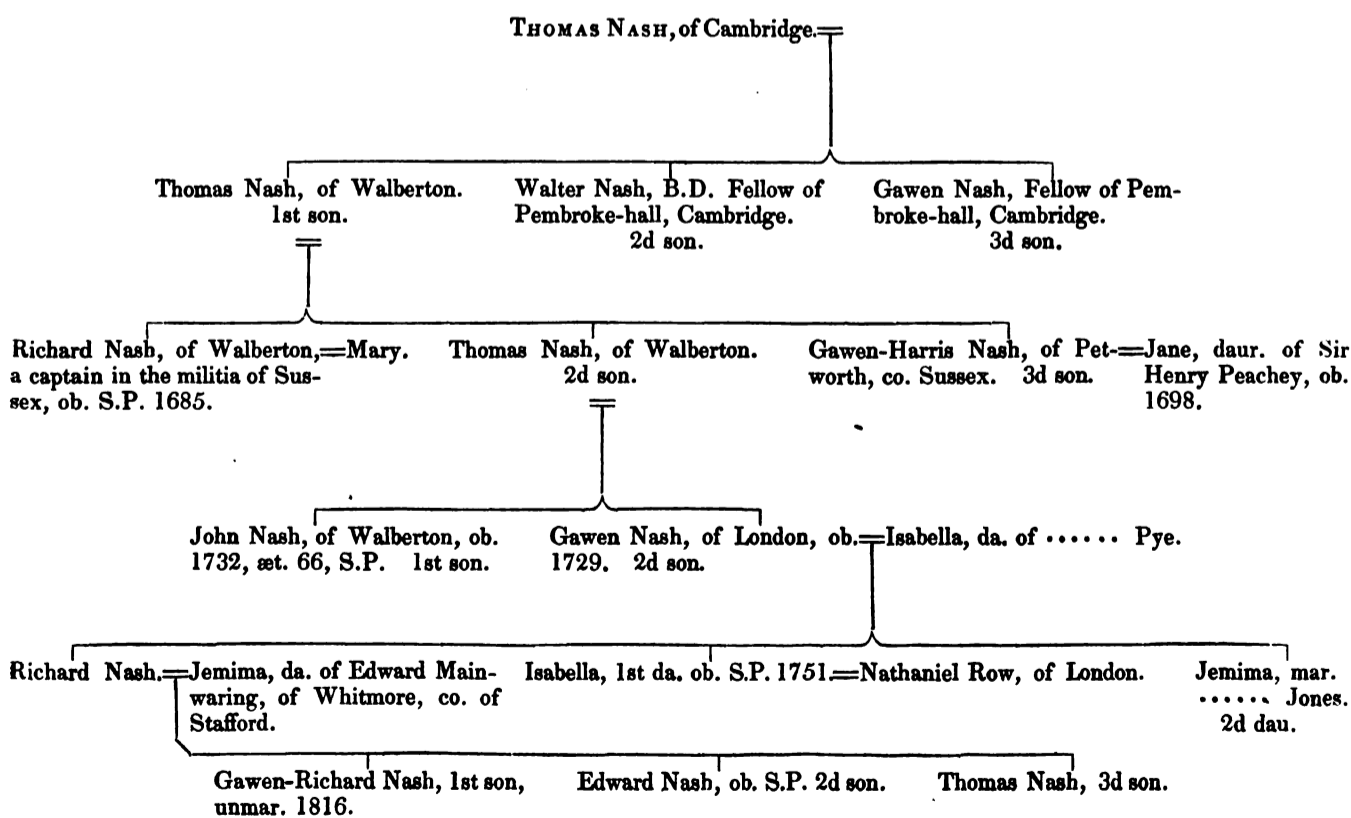 THOMAS NASH, of Cambridge.=
Thomas Nash, of Walberton.
1st son.
Walter Nash, B.D. Fellow of
Pembroke-hall, Cambridge.
2d son.
Gawen Nash, Fellow of Pem-
broke-hall, Cambridge.
3d son.
Richard Nash, of Walberton,=Mary.
a captain in the militia of Sus-
sex, ob. S.P. 1685.
Thomas Nash, of Walberton.
2d son.
Gawen-Harris Nash, of Pet-=Jane, daur. of Sir
worth, co. Sussex. 3d son.
Henry Peachey, ob.
1698.
John Nash, of Walberton, ob.
1732, æt. 66, S.P. 1st son.
Gawen Nash, of London, ob.=Isabella, da. of ...... Pye.
1729. 2d son.
Richard Nash.=Jemima, da. of Edward Main-
waring, of Whitmore, co. of
Stafford.
Isabella, 1st da. ob. S.P. 1751.=Nathaniel Row, of London.
Jemima, mar.
...... Jones.
2d dau.
Gawen-Richard Nash, 1st son,
unmar. 1816.
Edward Nash, ob. S.P. 2d son.
Thomas Nash, 3d son.